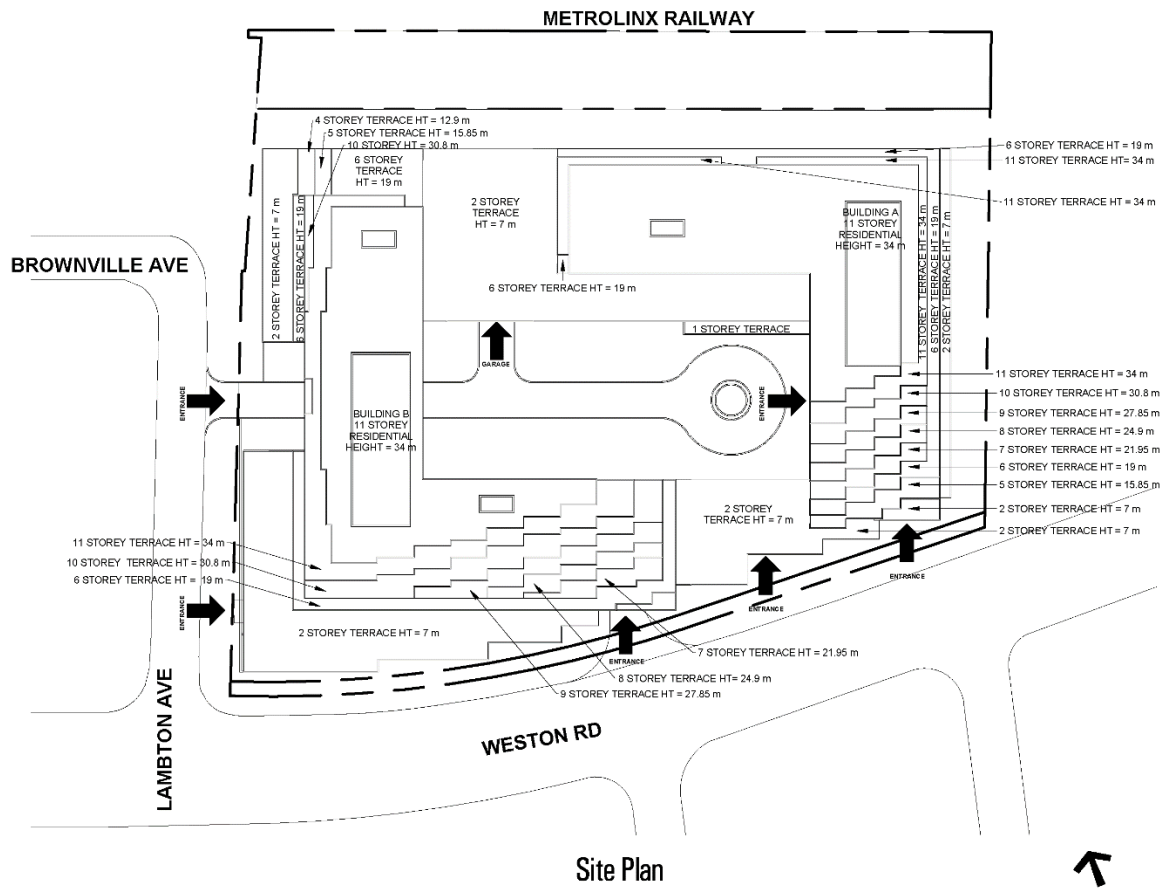 METROLINX RAILWAY
4 STOREY TERRACE HT = 12.9 m
5 STOREY TERRACE HT = 15.85 m
10 STOREY HT = 30.8 m
6 STOREY
TERRACE
HT = 19 m
6 STOREY TERRACE HT = 19 m
11 STOREY TERRACE HT= 34 m
11 STOREY TERRACE HT = 34 m
2 STOREY
TERRACE
HT = 7 m
BUILDING A
11 STOREY
RESIDENTIAL
HEIGHT = 34 m
2 STOREY TERRACE HT = 7 m
6 STOREY TERRACE HT = 19 m
11 STOREY TERRACE HT = 34 m
6 STOREY TERRACE HT = 19 m
2 STOREY TERRACE HT = 7 m
BROWNVILLE AVE
6 STOREY TERRACE HT = 19 m
1 STOREY TERRACE
GARAGE
ENTRANCE
ENTRANCE
BUILDING B
11 STOREY
RESIDENTIAL
HEIGHT = 34 m
11 STOREY TERRACE HT = 34 m
10 STOREY TERRACE HT = 30.8 m
9 STOREY TERRACE HT = 27.85 m
8 STOREY TERRACE HT = 24.9 m
7 STOREY TERRACE HT = 21.95 m
6 STOREY TERRACE HT = 19 m
5 STOREY TERRACE HT = 15.85 m
2 STOREY TERRACE HT = 7 m
2 STOREY TERRACE HT = 7 m
2 STOREY
TERRACE HT = 7 m
11 STOREY TERRACE HT = 34 m
10 STOREY TERRACE HT = 30.8 m
6 STOREY TERRACE HT = 19 m
ENTRANCE
ENTRANCE
ENTRANCE
ENTRANCE
2 STOREY TERRACE HT = 7 m
7 STOREY TERRACE HT = 21.95 m
8 STOREY TERRACE HT= 24.9 m
9 STOREY TERRACE HT = 27.85 m
LAMBTON AVE
WESTON RD
Site Plan